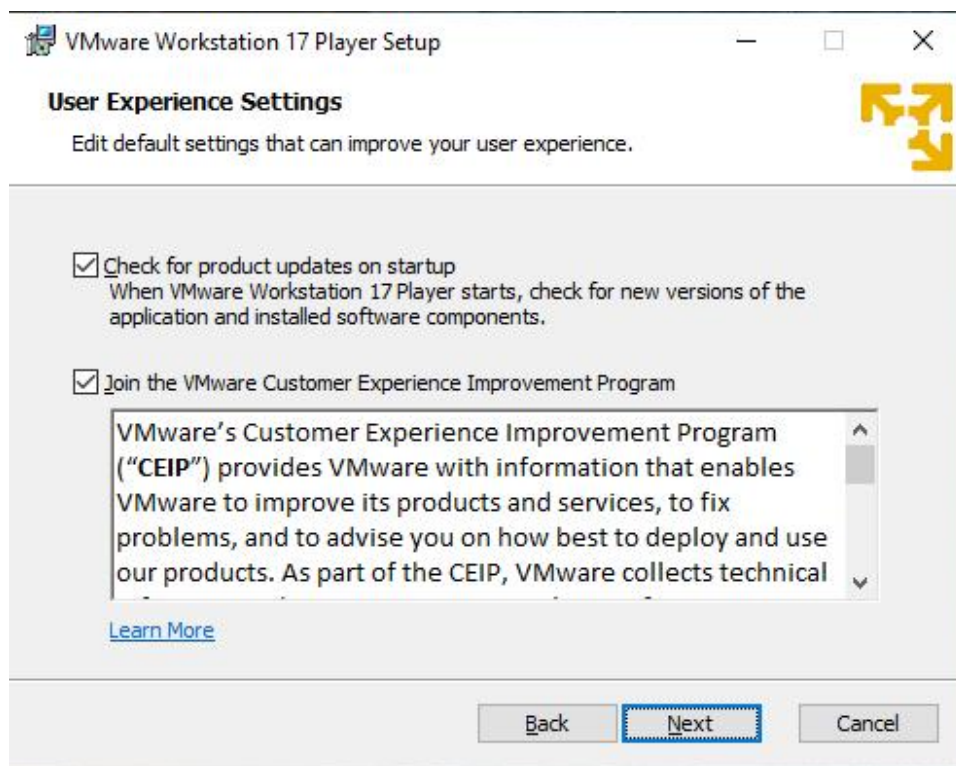 VMware Workstation 17 Player Setup
User Experience Settings
Edit default settings that can improve your user experience.
Check for product updates on startup
When VMware Workstation 17 Player starts, check for new versions of the
application and installed software components.
Join the VMware Customer Experience Improvement Program
VMware’s Customer Experience Improvement Program
(“CEIP”) provides VMware with information that enables
VMware to improve its products and services, to fix
problems, and to advise you on how best to deploy and use
our products. As part of the CEIP, VMware collects technical
Learn More
Back Next Cancel